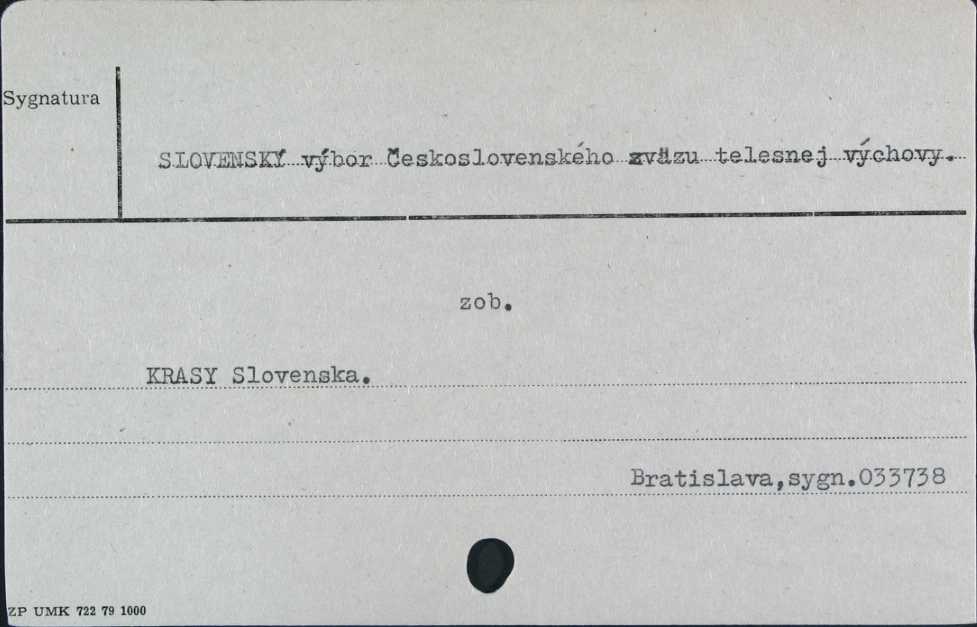 Sygnatura
SLOVENSKÝ výbor Československého zväzu telesnej výchovy.
zob.
KRASY Slovenska.
Bratislava,sygn.033738
ZP UMK 722 79 1000